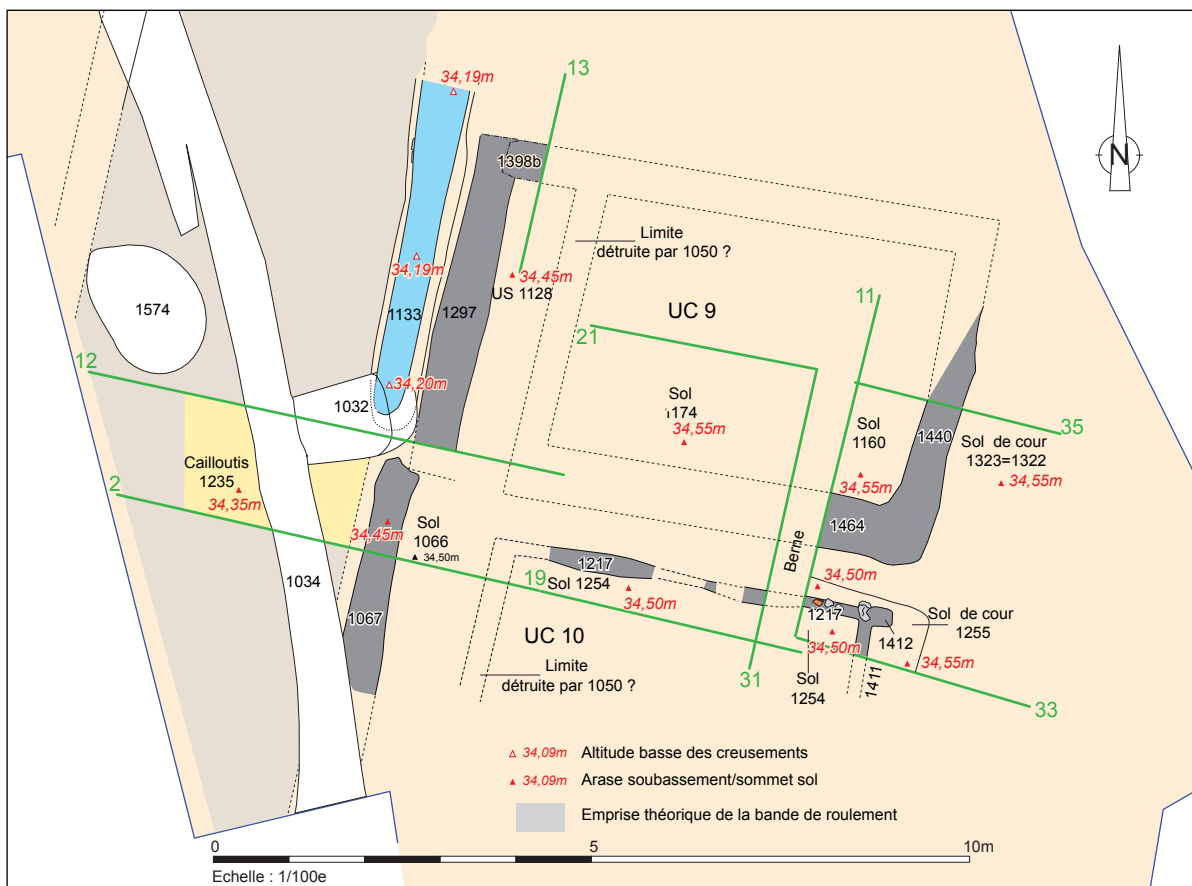 34,19m
13
N
1398b
1574
34,19m
Limite
détruite par 1050 ?
34,45m
US 1128
1133
1297
UC 9
11
21
12
34,20m
1032
Sol
1174
34,55m
Sol
1160
34,55m
1440
35
Sol de cour
1323=1322
34,55m
Cailloutis
1235
34,35m
2
34,45m
Sol
1066
34,50m
1464
Berne
1217
19
Sol 1254
34,50m
34,50m
1034
1067
UC 10
1217
34,50m
1412
Sol de cour
1255
34,55m
Limite
détruite par 1050 ?
31
Sol
1254
1411
33
34,09m Altitude basse des creusements
34,09m Arase soubassement/sommet sol
Emprise théorique de la bande de roulement
0 5 10m
Echelle : 1/100e